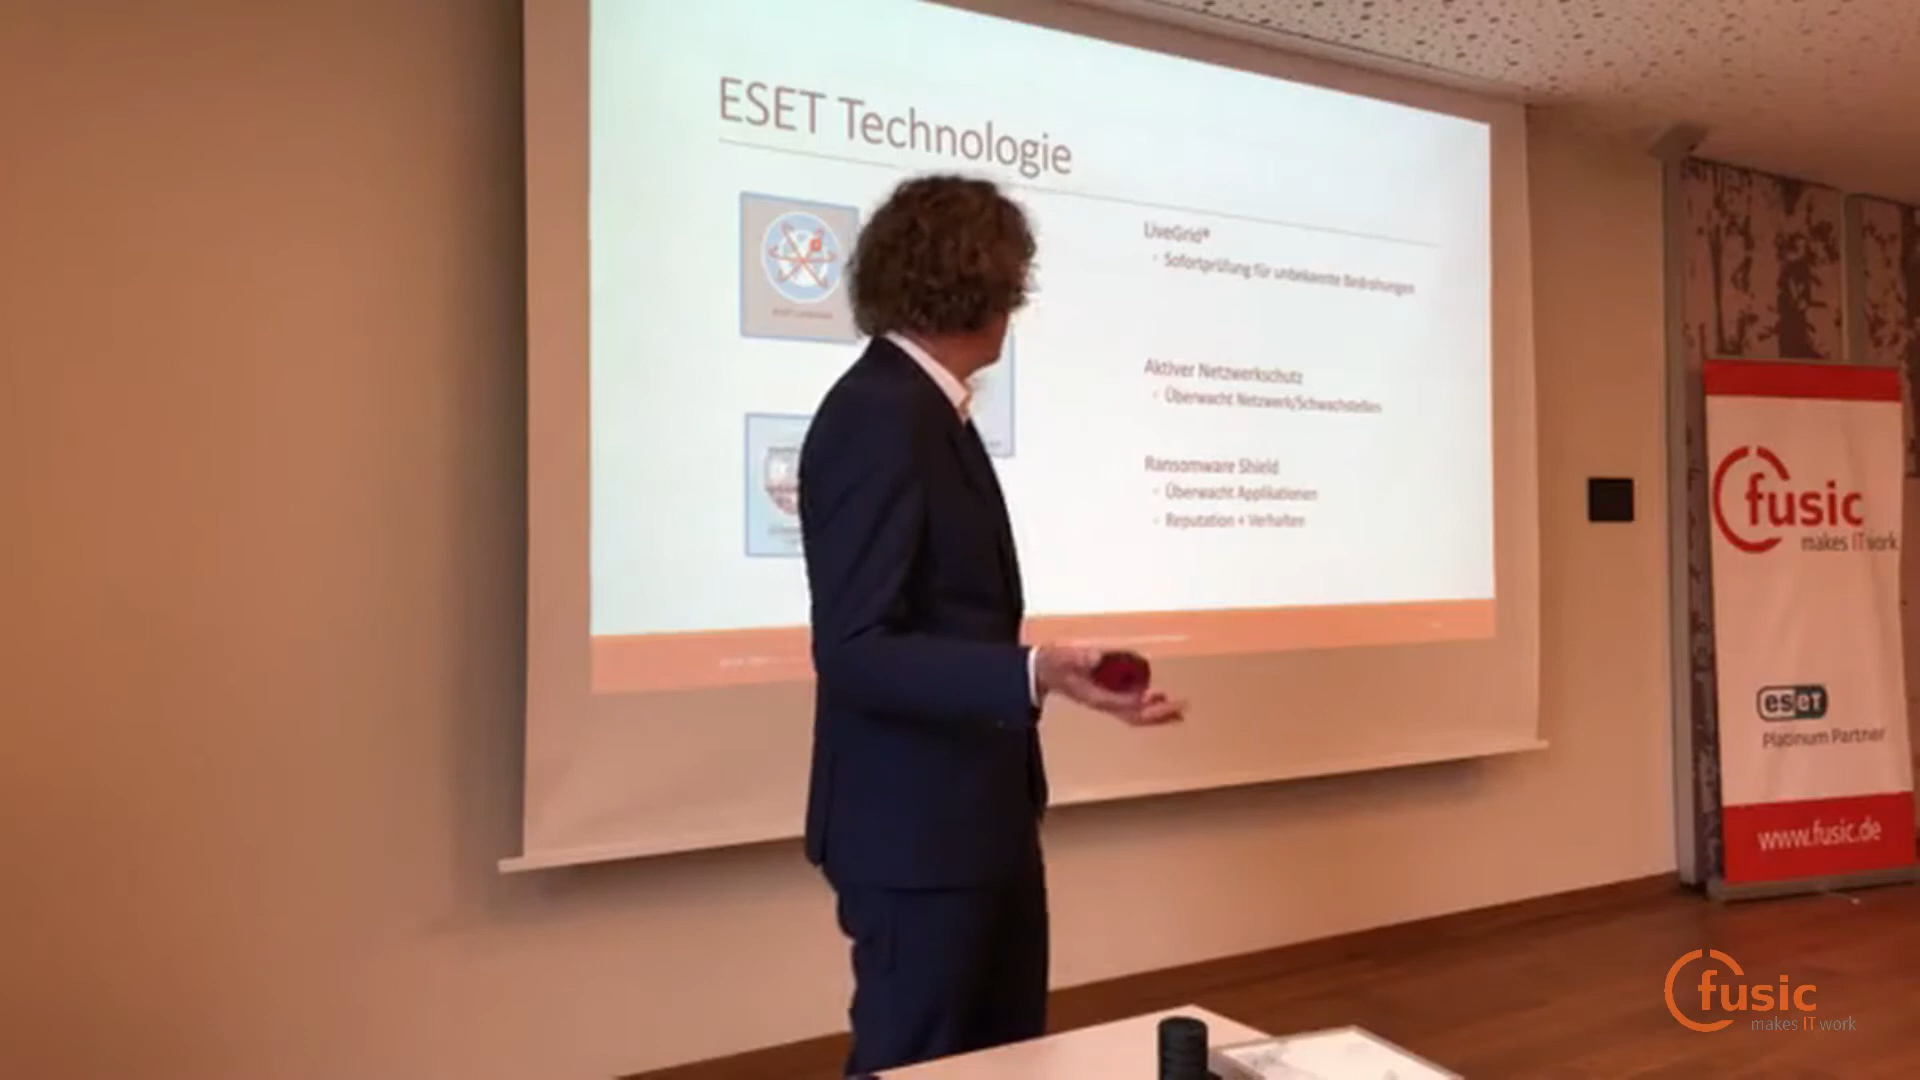 ESET Technologie
LiveGrid®
Sofortprüfung für unbekannte Bedrohungen
Aktiver Netzwerkschutz
Überwacht Netzwerk/Schwachstellen
Ransomware Shield
Überwacht Applikationen
Reputation + Verhalten
fusic
makes IT work
eset
Platinum Partner
www.fusic.de
fusic
makes IT work